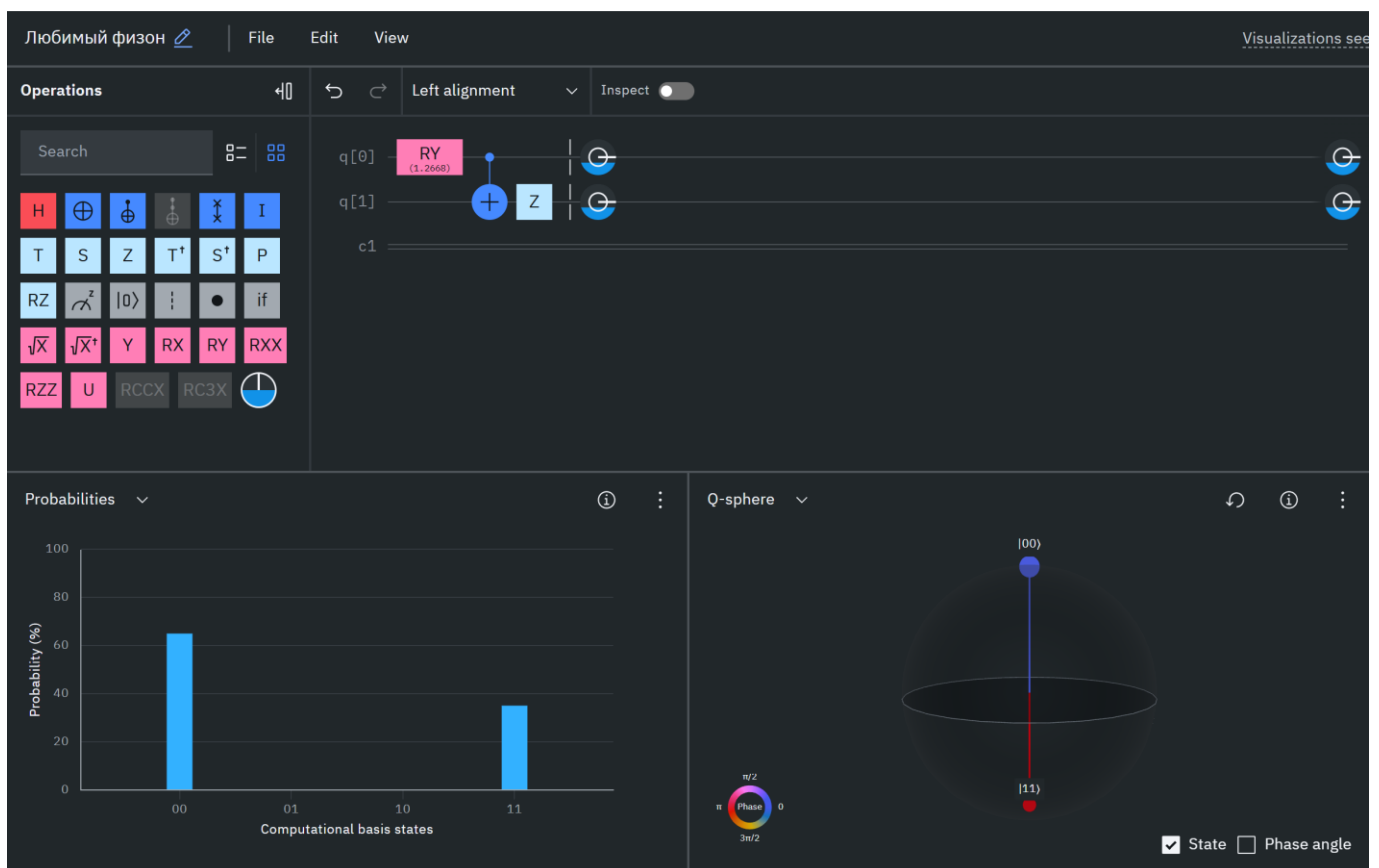 Любимый физон File Edit View Visualizations see
Operations Left alignment Inspect
Search
H I
T S Z T† S† P
RZ z |0⟩ if
√X √X† Y RX RY RXX
RZZ U RCCX RC3X
q[0] RY
(1.2668)
q[1] + Z
c1
Probabilities
100
80
60
40
20
0
Probability (%)
00 01 10 11
Computational basis states
Q-sphere
|00⟩
|11⟩
π/2
π Phase 0
3π/2
State Phase angle